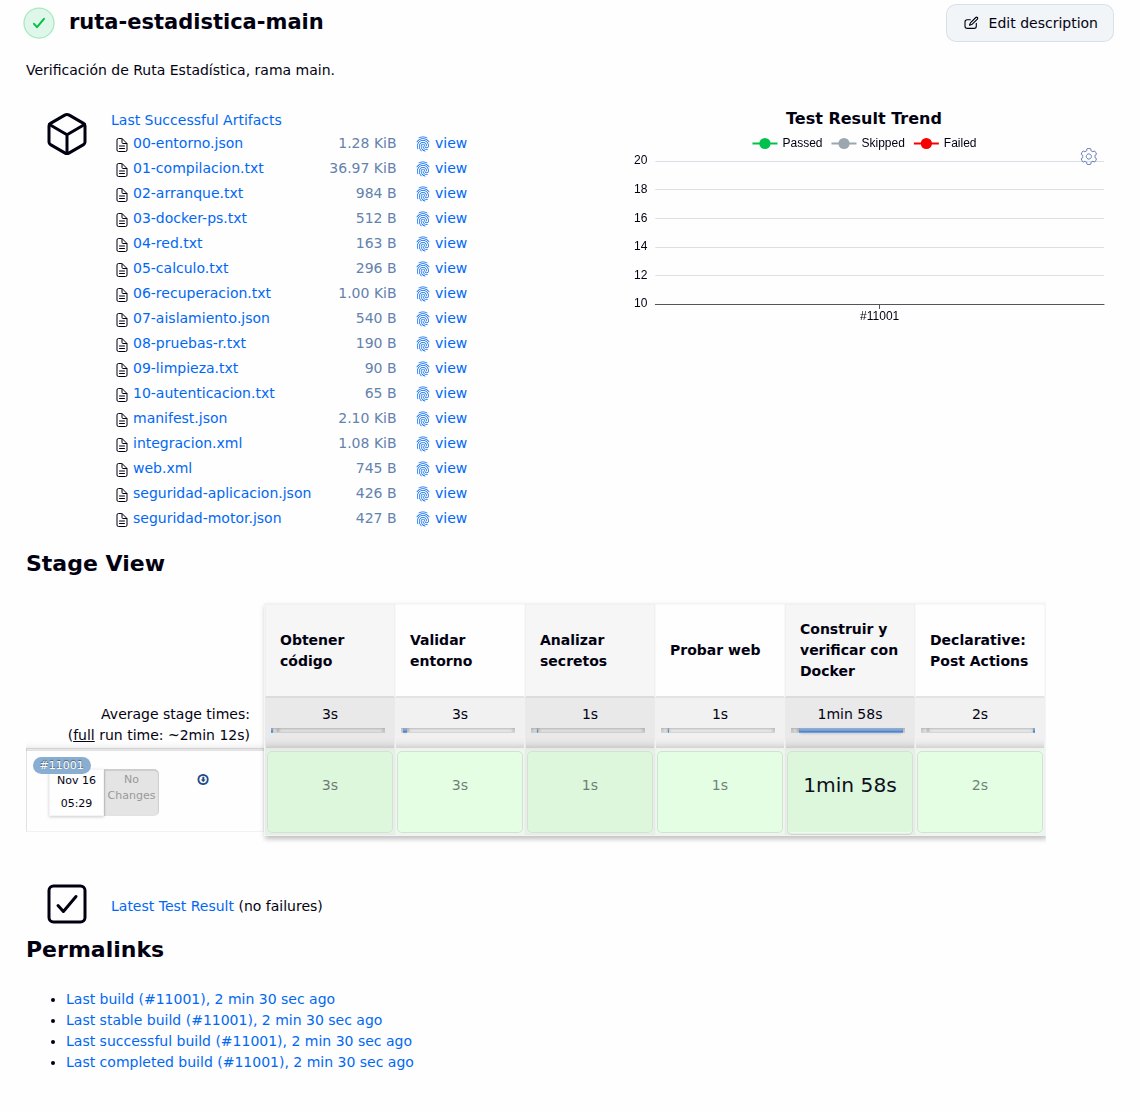 ruta-estadistica-main
Edit description
Verificación de Ruta Estadística, rama main.
Last Successful Artifacts
00-entorno.json 1.28 KiB view
01-compilacion.txt 36.97 KiB view
02-arranque.txt 984 B view
03-docker-ps.txt 512 B view
04-red.txt 163 B view
05-calculo.txt 296 B view
06-recuperacion.txt 1.00 KiB view
07-aislamiento.json 540 B view
08-pruebas-r.txt 190 B view
09-limpieza.txt 90 B view
10-autenticacion.txt 65 B view
manifest.json 2.10 KiB view
integracion.xml 1.08 KiB view
web.xml 745 B view
seguridad-aplicacion.json 426 B view
seguridad-motor.json 427 B view
Test Result Trend
Passed Skipped Failed
20
18
16
14
12
10
#11001
Stage View
Obtener
código
Validar
entorno
Analizar
secretos
Probar web
Construir y
verificar con
Docker
Declarative:
Post Actions
Average stage times:
(full run time: ~2min 12s)
3s 3s 1s 1s 1min 58s 2s
#11001
Nov 16
05:29
No
Changes
3s 3s 1s 1s 1min 58s 2s
Latest Test Result (no failures)
Permalinks
Last build (#11001), 2 min 30 sec ago
Last stable build (#11001), 2 min 30 sec ago
Last successful build (#11001), 2 min 30 sec ago
Last completed build (#11001), 2 min 30 sec ago